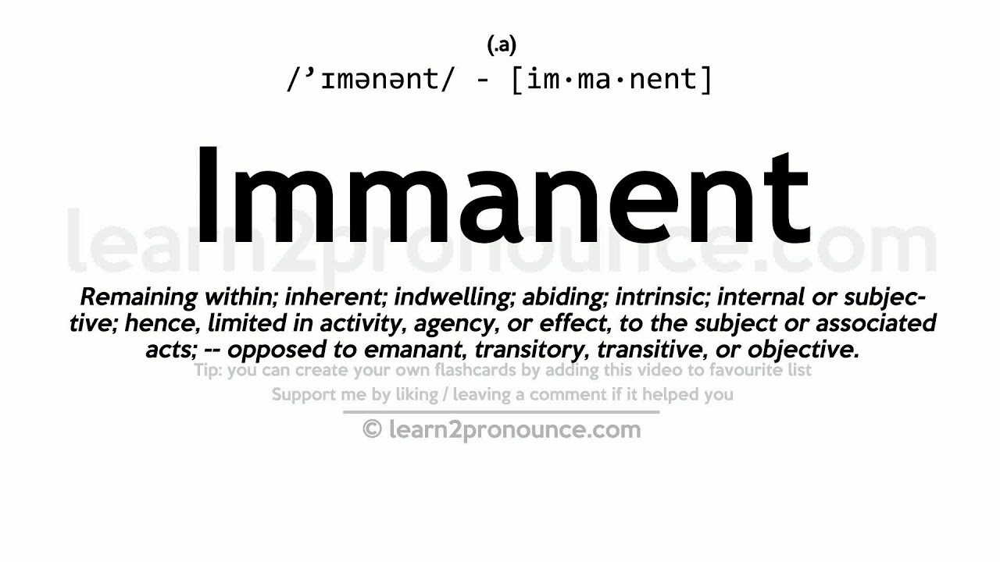 (.a)
/’ɪmənənt/ - [im·ma·nent]
Immanent
learn2pronounce.com
Remaining within; inherent; indwelling; abiding; intrinsic; internal or subjec-
tive; hence, limited in activity, agency, or effect, to the subject or associated
acts; -- opposed to emanant, transitory, transitive, or objective.
Tip: you can create your own flashcards by adding this video to favourite list
Support me by liking / leaving a comment if it helped you
© learn2pronounce.com